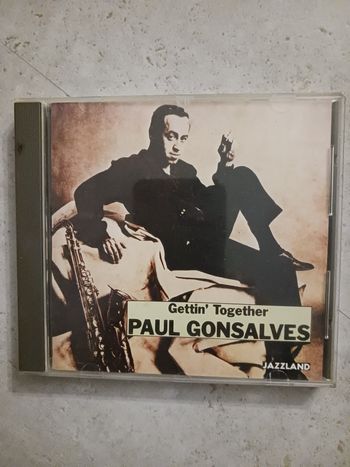 Gettin' Together
PAUL GONSALVES
JAZZLAND